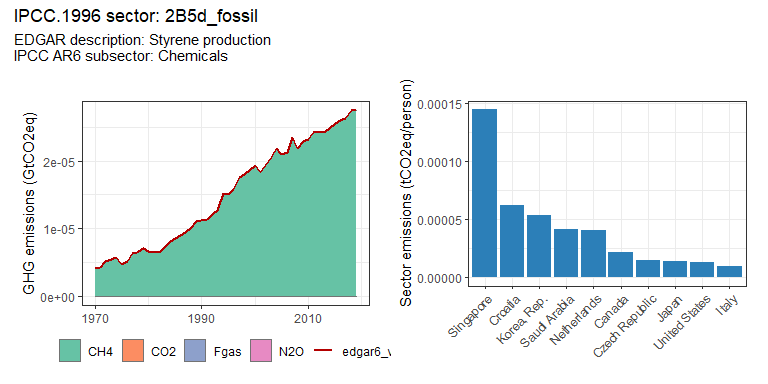 IPCC.1996 sector: 2B5d_fossil
EDGAR description: Styrene production
IPCC AR6 subsector: Chemicals
GHG emissions (GtCO2eq)
2e-05
1e-05
0e+00
1970
1990
2010
CH4
CO2
Fgas
N2O
edgar6_v
Sector emissions (tCO2eq/person)
0.00015
0.00010
0.00005
0.00000
Singapore
Croatia
Korea, Rep.
Saudi Arabia
Netherlands
Canada
Czech Republic
Japan
United States
Italy